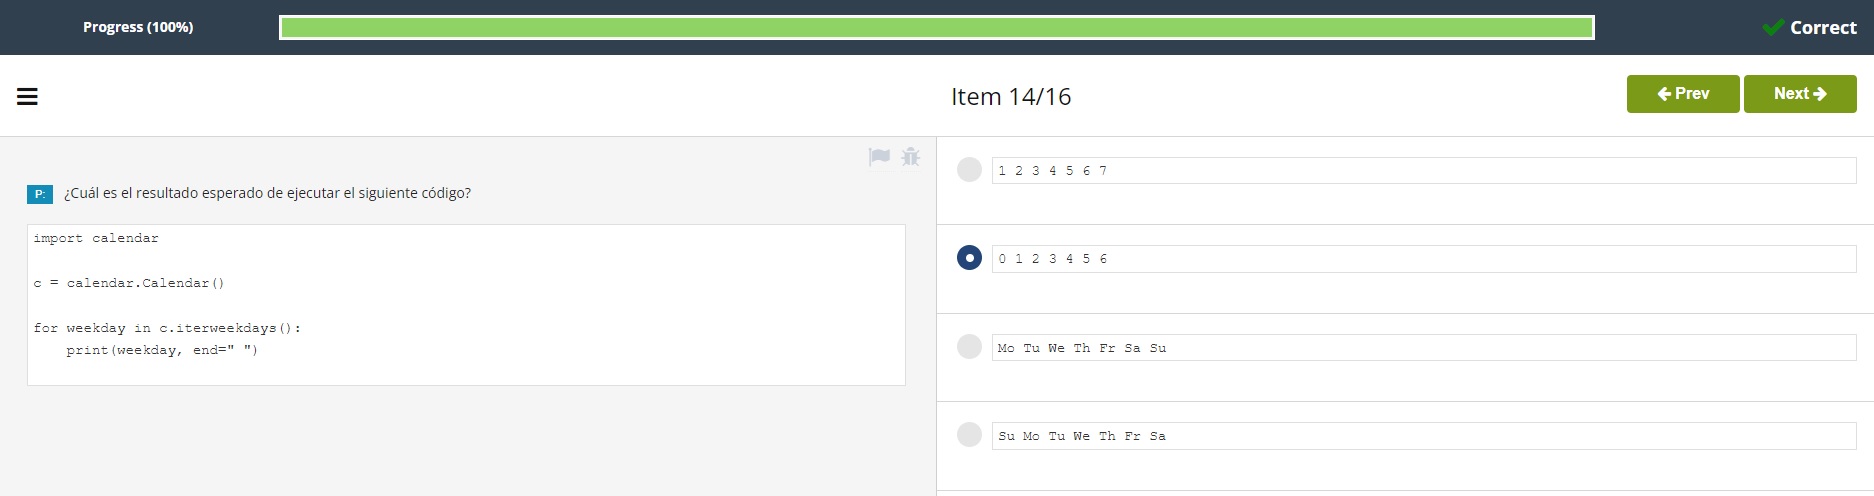 Progress (100%)
Correct
Item 14/16
Prev
Next
P: ¿Cuál es el resultado esperado de ejecutar el siguiente código?
import calendar
c = calendar.Calendar()
for weekday in c.iterweekdays():
    print(weekday, end=" ")
1 2 3 4 5 6 7
0 1 2 3 4 5 6
Mo Tu We Th Fr Sa Su
Su Mo Tu We Th Fr Sa